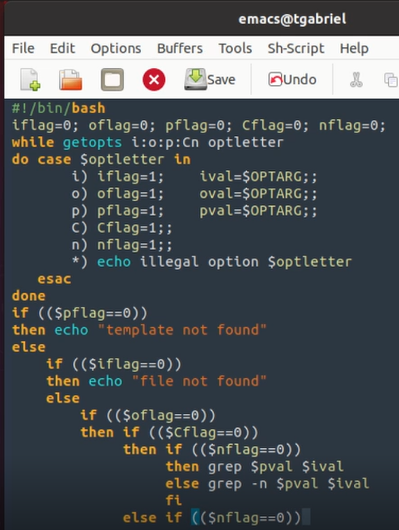 emacs@tgabriel
File Edit Options Buffers Tools Sh-Script Help
Save Undo
#!/bin/bash
iflag=0; oflag=0; pflag=0; Cflag=0; nflag=0;
while getopts i:o:p:Cn optletter
do case $optletter in
       i) iflag=1;    ival=$OPTARG;;
       o) oflag=1;    oval=$OPTARG;;
       p) pflag=1;    pval=$OPTARG;;
       C) Cflag=1;;
       n) nflag=1;;
       *) echo illegal option $optletter
   esac
done
if (($pflag==0))
then echo "template not found"
else
    if (($iflag==0))
    then echo "file not found"
    else
        if (($oflag==0))
        then if (($Cflag==0))
             then if (($nflag==0))
                  then grep $pval $ival
                  else grep -n $pval $ival
                  fi
             else if (($nflag==0))